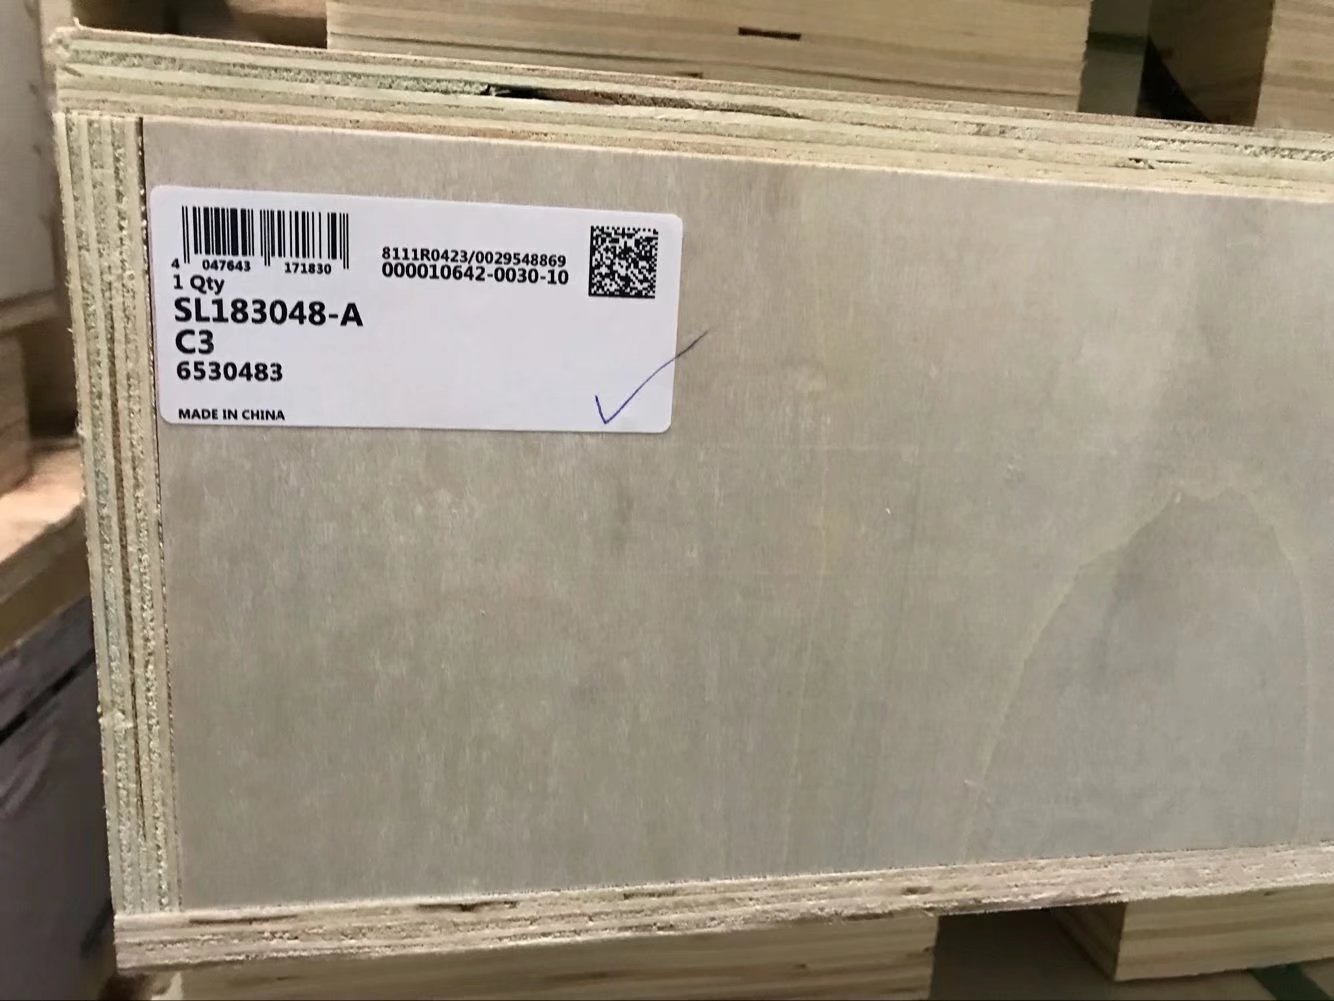 4 047643 171830
8111R0423/0029548869
000010642-0030-10
1 Qty
SL183048-A
C3
6530483
MADE IN CHINA